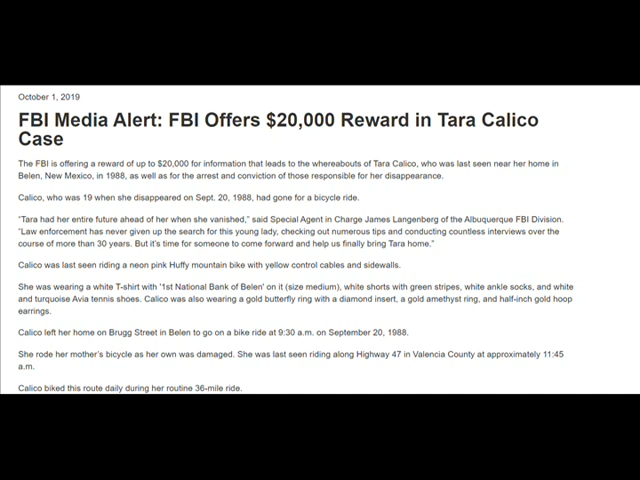 October 1, 2019
FBI Media Alert: FBI Offers $20,000 Reward in Tara Calico
Case
The FBI is offering a reward of up to $20,000 for information that leads to the whereabouts of Tara Calico, who was last seen near her home in
Belen, New Mexico, in 1988, as well as for the arrest and conviction of those responsible for her disappearance.
Calico, who was 19 when she disappeared on Sept. 20, 1988, had gone for a bicycle ride.
“Tara had her entire future ahead of her when she vanished,” said Special Agent in Charge James Langenberg of the Albuquerque FBI Division.
“Law enforcement has never given up the search for this young lady, checking out numerous tips and conducting countless interviews over the
course of more than 30 years. But it’s time for someone to come forward and help us finally bring Tara home.”
Calico was last seen riding a neon pink Huffy mountain bike with yellow control cables and sidewalls.
She was wearing a white T-shirt with '1st National Bank of Belen' on it (size medium), white shorts with green stripes, white ankle socks, and white
and turquoise Avia tennis shoes. Calico was also wearing a gold butterfly ring with a diamond insert, a gold amethyst ring, and half-inch gold hoop
earrings.
Calico left her home on Brugg Street in Belen to go on a bike ride at 9:30 a.m. on September 20, 1988.
She rode her mother’s bicycle as her own was damaged. She was last seen riding along Highway 47 in Valencia County at approximately 11:45
a.m.
Calico biked this route daily during her routine 36-mile ride.